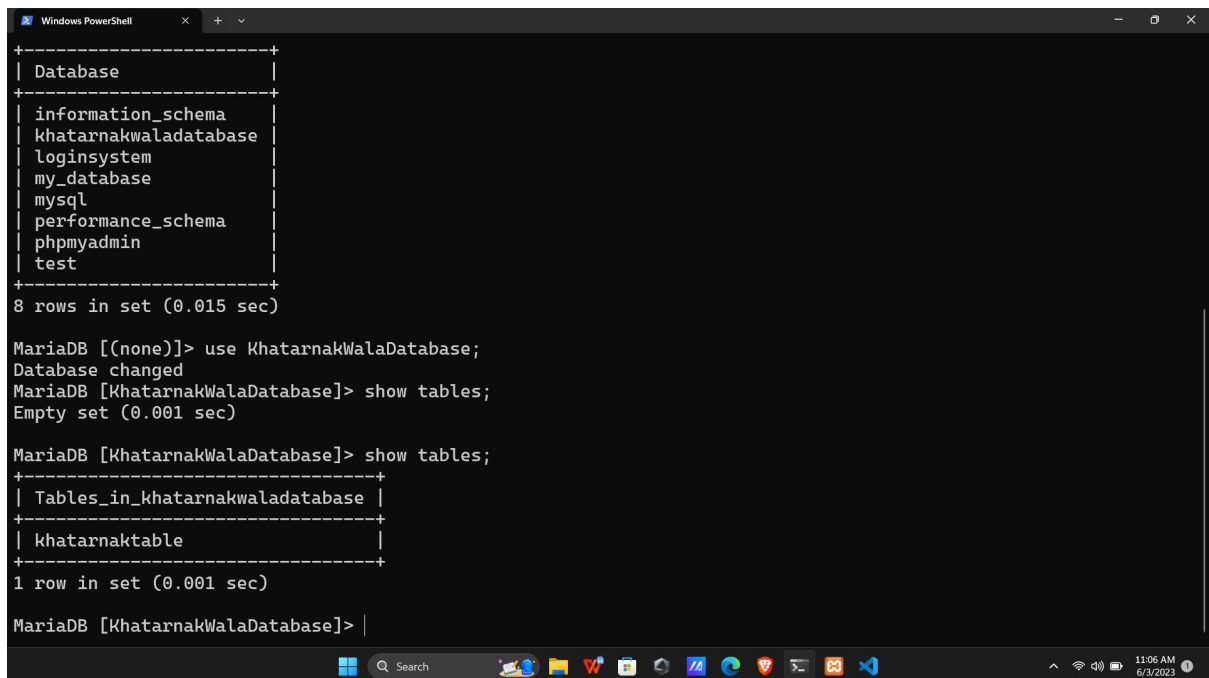 Windows PowerShell
+-----------------------+
| Database              |
+-----------------------+
| information_schema    |
| khatarnakwaladatabase |
| loginsystem           |
| my_database           |
| mysql                 |
| performance_schema    |
| phpmyadmin            |
| test                  |
+-----------------------+
8 rows in set (0.015 sec)
MariaDB [(none)]> use KhatarnakWalaDatabase;
Database changed
MariaDB [KhatarnakWalaDatabase]> show tables;
Empty set (0.001 sec)
MariaDB [KhatarnakWalaDatabase]> show tables;
+---------------------------------+
| Tables_in_khatarnakwaladatabase |
+---------------------------------+
| khatarnaktable                  |
+---------------------------------+
1 row in set (0.001 sec)
MariaDB [KhatarnakWalaDatabase]>
Search
11:06 AM
6/3/2023
1